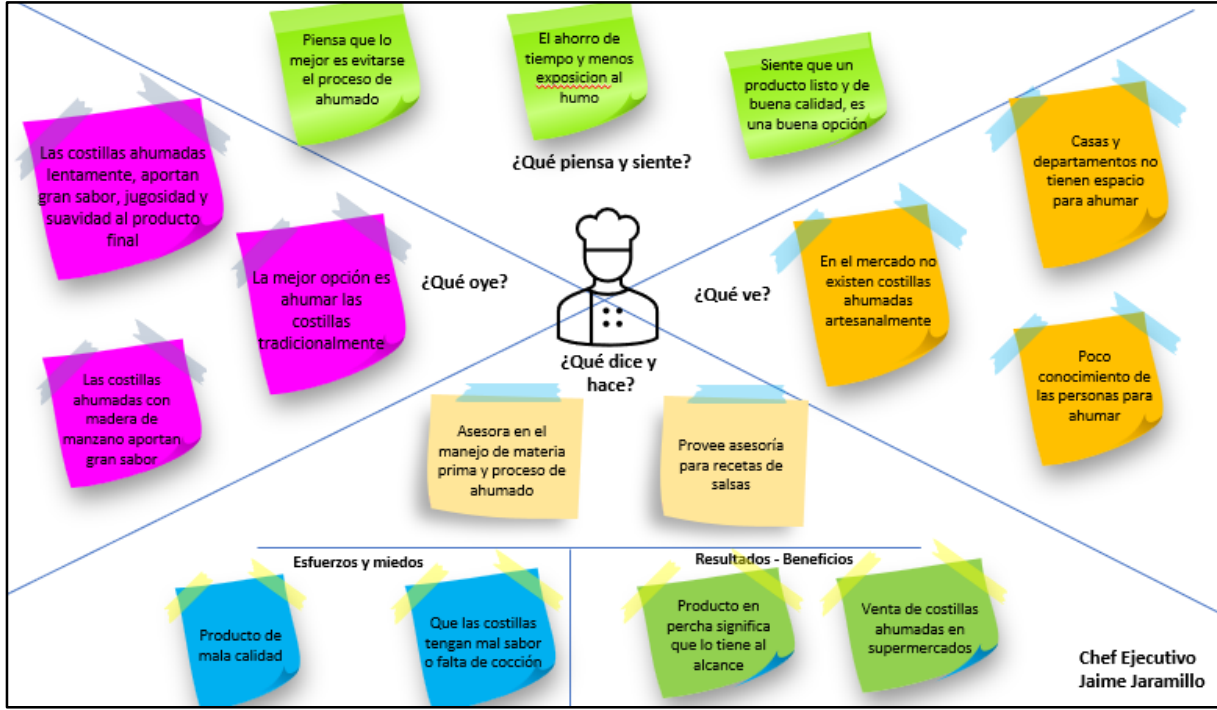 Piensa que lo
mejor es evitarse
el proceso de
ahumado
El ahorro de
tiempo y menos
exposicion al
humo
Siente que un
producto listo y de
buena calidad, es
una buena opción
¿Qué piensa y siente?
Las costillas ahumadas
lentamente, aportan
gran sabor, jugosidad y
suavidad al producto
final
La mejor opción es
ahumar las
costillas
tradicionalmente
Las costillas
ahumadas con
madera de
manzano aportan
gran sabor
¿Qué oye?
¿Qué ve?
Casas y
departamentos no
tienen espacio
para ahumar
En el mercado no
existen costillas
ahumadas
artesanalmente
Poco
conocimiento de
las personas para
ahumar
¿Qué dice y
hace?
Asesora en el
manejo de materia
prima y proceso de
ahumado
Provee asesoría
para recetas de
salsas
Esfuerzos y miedos
Producto de
mala calidad
Que las costillas
tengan mal sabor
o falta de cocción
Resultados - Beneficios
Producto en
percha significa
que lo tiene al
alcance
Venta de costillas
ahumadas en
supermercados
Chef Ejecutivo
Jaime Jaramillo